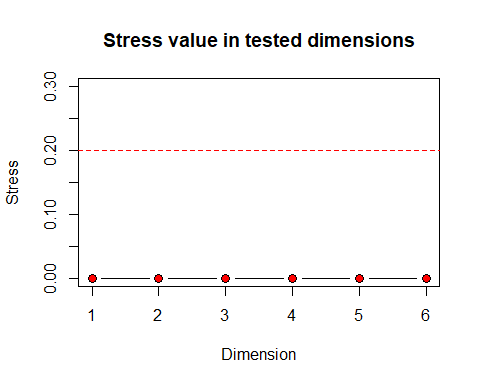 Stress value in tested dimensions
Stress
0.30
0.20
0.10
0.00
1 2 3 4 5 6
Dimension